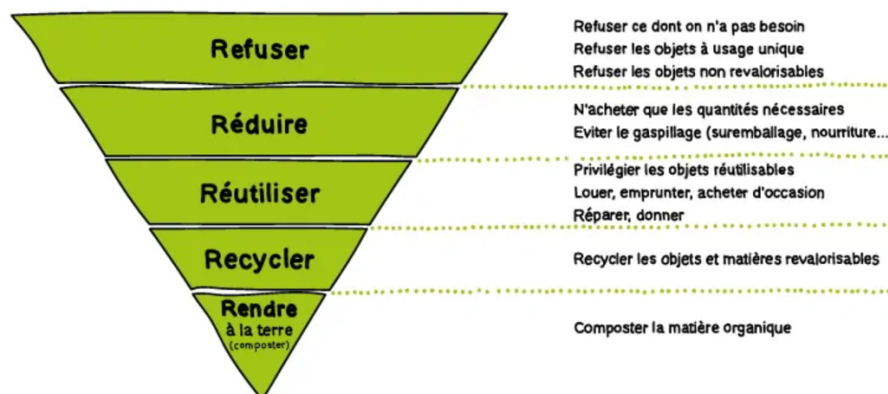 Refuser
Refuser ce dont on n'a pas besoin
Refuser les objets à usage unique
Refuser les objets non revalorisables
Réduire
N'acheter que les quantités nécessaires
Eviter le gaspillage (suremballage, nourriture...
Réutiliser
Privilégier les objets réutilisables
Louer, emprunter, acheter d'occasion
Réparer, donner
Recycler
Recycler les objets et matières revalorisables
Rendre
à la terre
(composter)
Composter la matière organique